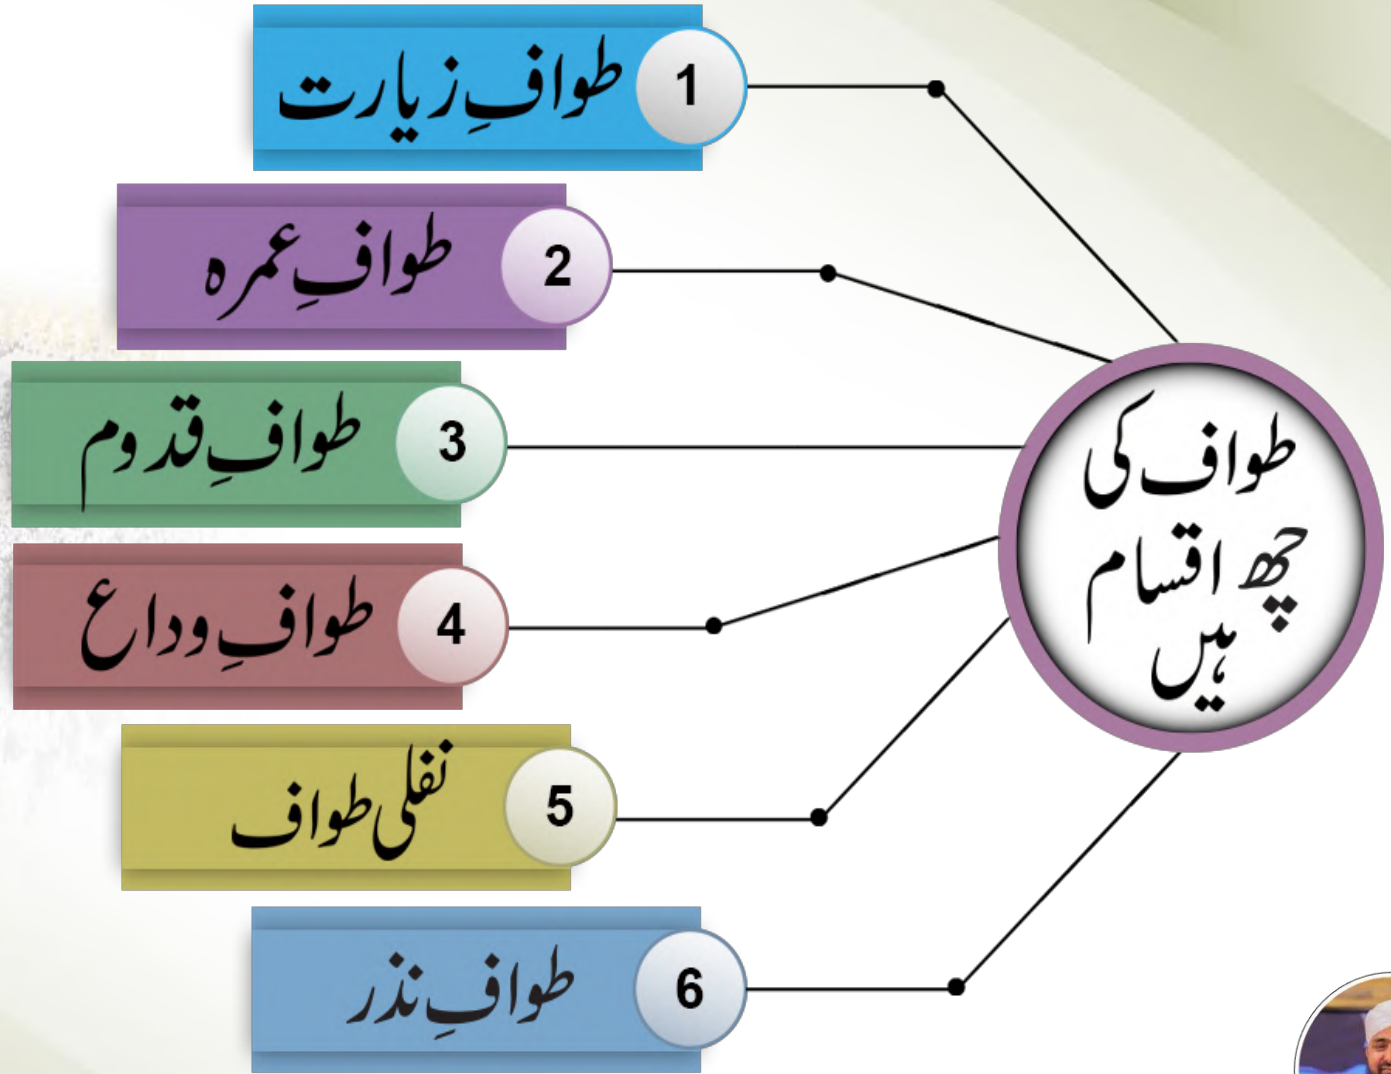 طواف کی
چھ اقسام
ہیں
1 طوافِ زیارت
2 طوافِ عمرہ
3 طوافِ قدوم
4 طوافِ وداع
5 نفلی طواف
6 طوافِ نذر